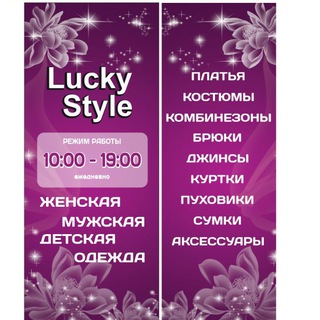 Lucky
Style
РЕЖИМ РАБОТЫ
10:00 - 19:00
ежедневно
ЖЕНСКАЯ
МУЖСКАЯ
ДЕТСКАЯ
ОДЕЖДА
ПЛАТЬЯ
КОСТЮМЫ
КОМБИНЕЗОНЫ
БРЮКИ
ДЖИНСЫ
КУРТКИ
ПУХОВИКИ
СУМКИ
АКСЕССУАРЫ